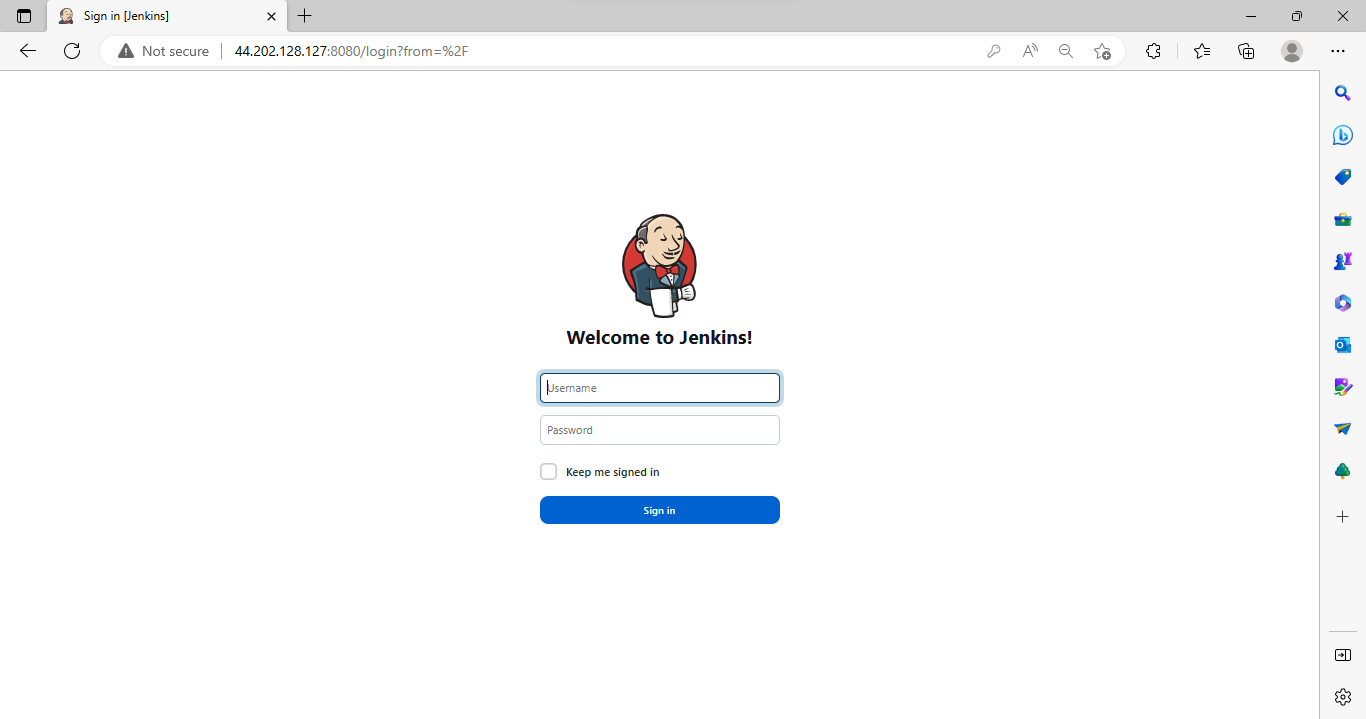 Sign in [Jenkins]
Not secure
44.202.128.127:8080/login?from=%2F
Welcome to Jenkins!
Username
Password
Keep me signed in
Sign in